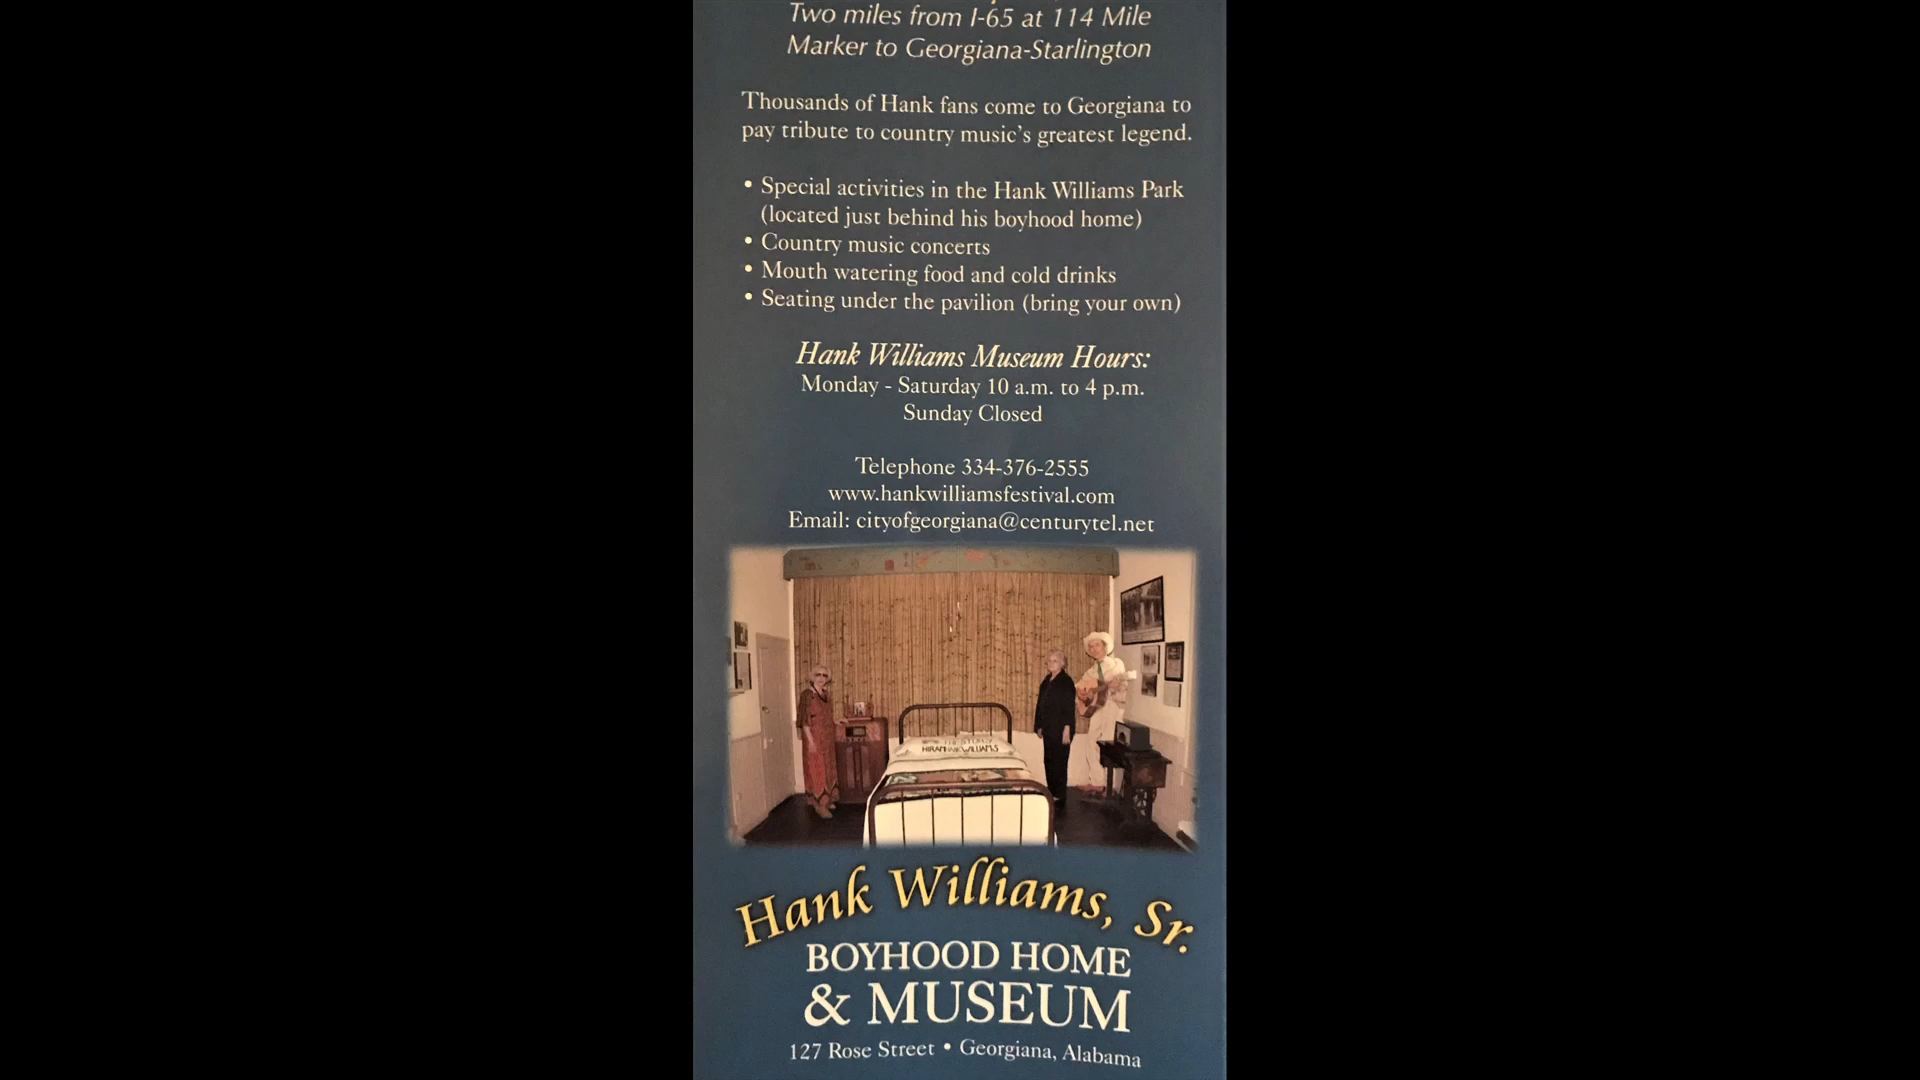 Two miles from I-65 at 114 Mile
Marker to Georgiana-Starlington
Thousands of Hank fans come to Georgiana to
pay tribute to country music's greatest legend.
• Special activities in the Hank Williams Park
(located just behind his boyhood home)
• Country music concerts
• Mouth watering food and cold drinks
• Seating under the pavilion (bring your own)
Hank Williams Museum Hours:
Monday - Saturday 10 a.m. to 4 p.m.
Sunday Closed
Telephone 334-376-2555
www.hankwilliamsfestival.com
Email: cityofgeorgiana@centurytel.net
HIRAM HANK WILLIAMS
Hank Williams, Sr.
BOYHOOD HOME
& MUSEUM
127 Rose Street • Georgiana, Alabama